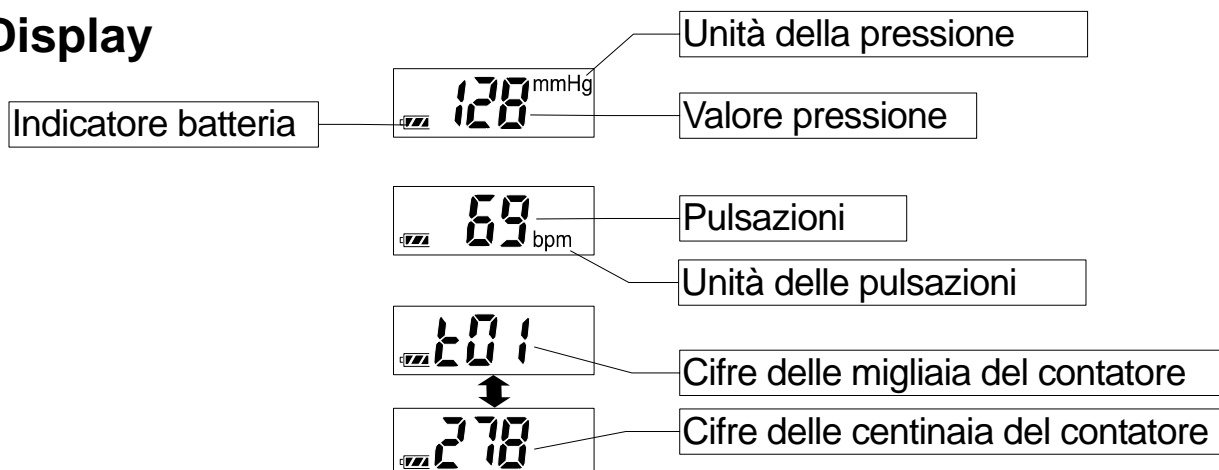 Display
Unità della pressione
128 mmHg
Indicatore batteria
Valore pressione
69 bpm
Pulsazioni
Unità delle pulsazioni
t01
Cifre delle migliaia del contatore
278
Cifre delle centinaia del contatore